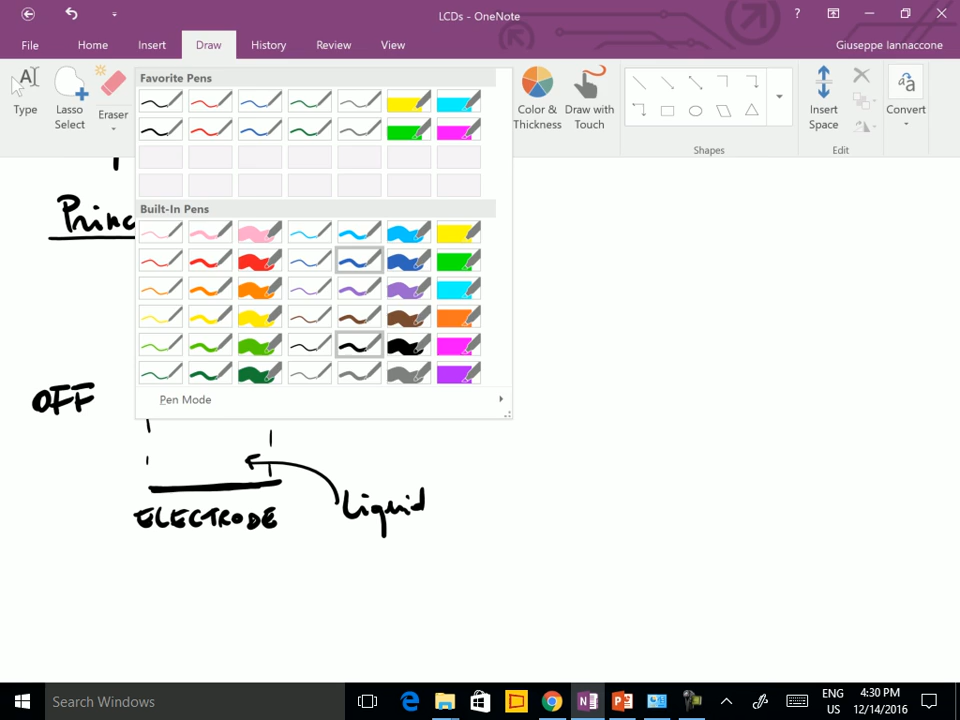 LCDs - OneNote
?
File
Home
Insert
Draw
History
Review
View
Giuseppe Iannaccone
Type
Lasso
Select
Eraser
Favorite Pens
Built-In Pens
Pen Mode
Color &
Thickness
Draw with
Touch
Shapes
Insert
Space
Convert
Edit
Princ
OFF
ELECTRODE
Liquid
Search Windows
ENG
US
4:30 PM
12/14/2016